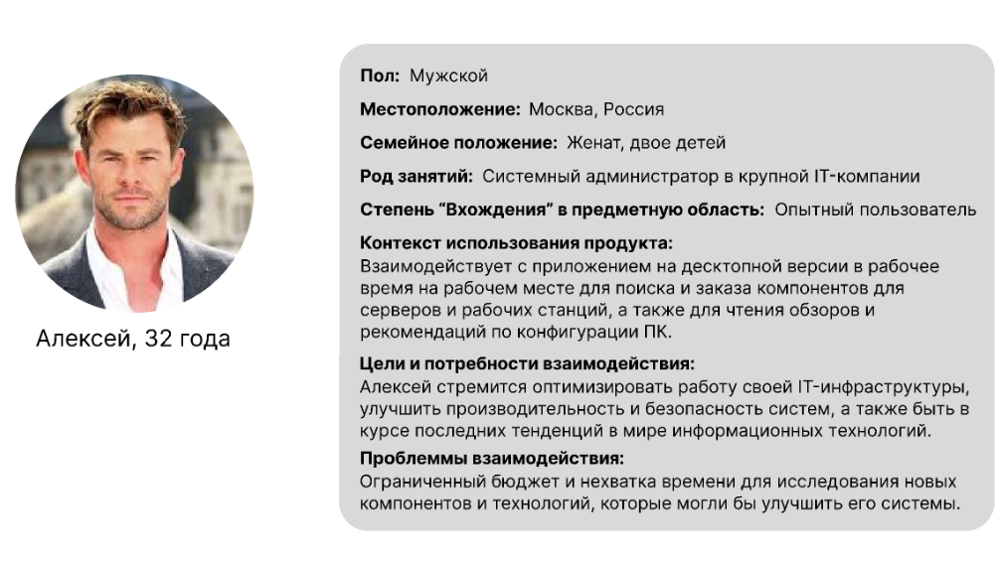 Пол: Мужской
Местоположение: Москва, Россия
Семейное положение: Женат, двое детей
Род занятий: Системный администратор в крупной IT-компании
Степень “Вхождения” в предметную область: Опытный пользователь
Контекст использования продукта:
Взаимодействует с приложением на десктопной версии в рабочее
время на рабочем месте для поиска и заказа компонентов для
серверов и рабочих станций, а также для чтения обзоров и
рекомендаций по конфигурации ПК.
Цели и потребности взаимодействия:
Алексей стремится оптимизировать работу своей IT-инфраструктуры,
улучшить производительность и безопасность систем, а также быть в
курсе последних тенденций в мире информационных технологий.
Проблеммы взаимодействия:
Ограниченный бюджет и нехватка времени для исследования новых
компонентов и технологий, которые могли бы улучшить его системы.
Алексей, 32 года